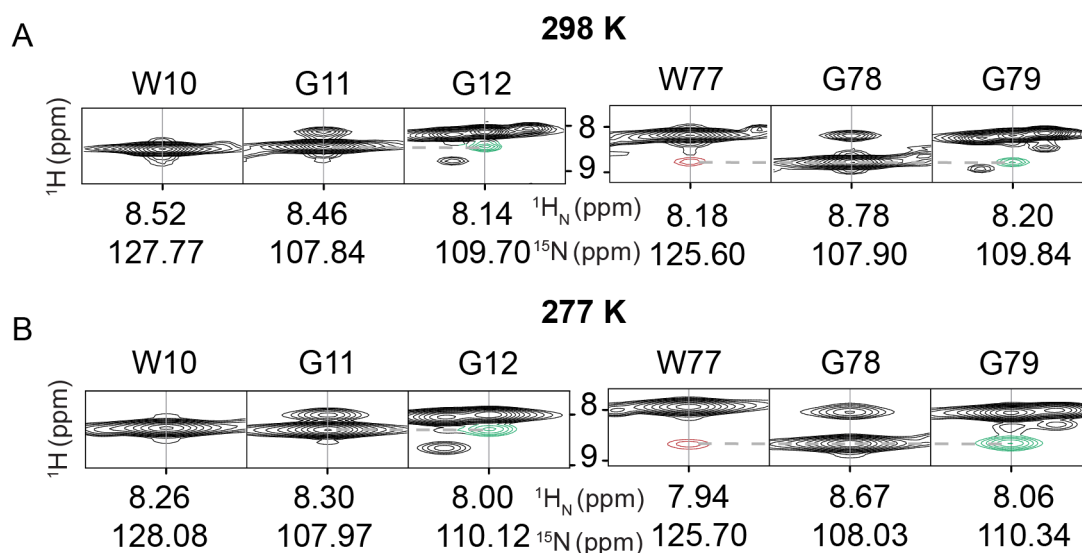 A
298 K
W10 G11 G12 W77 G78 G79
¹H (ppm)
8
9
8.52 8.46 8.14 ¹H_N (ppm) 8.18 8.78 8.20
127.77 107.84 109.70 ¹⁵N (ppm) 125.60 107.90 109.84
B
277 K
W10 G11 G12 W77 G78 G79
¹H (ppm)
8
9
8.26 8.30 8.00 ¹H_N (ppm) 7.94 8.67 8.06
128.08 107.97 110.12 ¹⁵N (ppm) 125.70 108.03 110.34